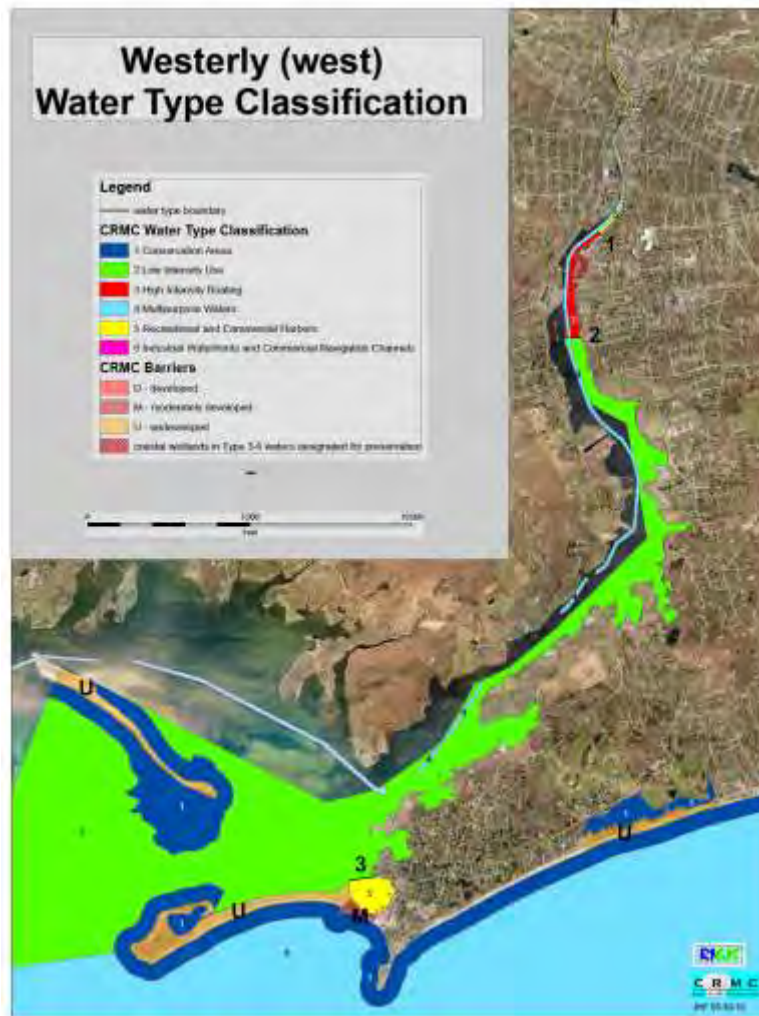 Westerly (west)
Water Type Classification
Legend
water type boundary
CRMC Water Type Classification
1 Conservation Areas
2 Low Intensity Use
3 High Intensity Boating
4 Multipurpose Waters
5 Recreational and Commercial Harbors
6 Industrial Waterfronts and Commercial Navigation Channels
CRMC Barriers
D - developed
M - moderately developed
U - undeveloped
coastal wetlands in Type 3-6 waters designated for preservation
1
2
U
1
U
3
M
U
1
C R M C